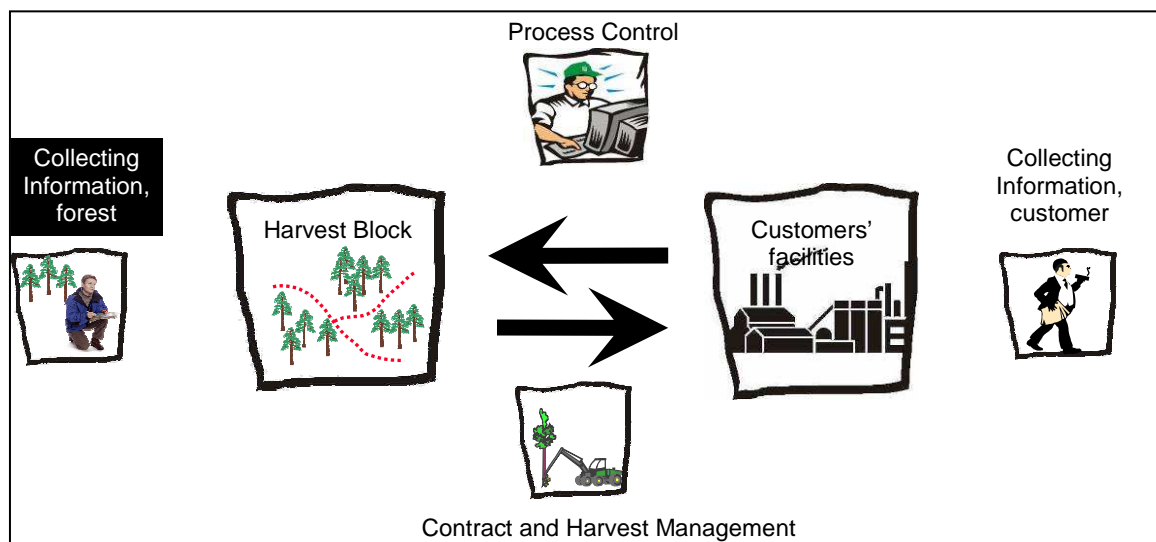 Process Control
Collecting
Information,
forest
Harvest Block
Customers'
facilities
Collecting
Information,
customer
Contract and Harvest Management